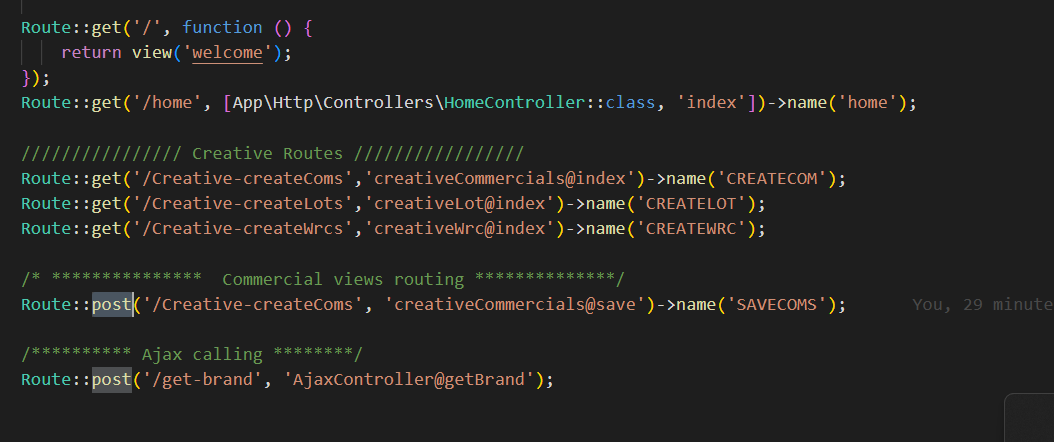 Route::get('/', function () {
    return view('welcome');
});
Route::get('/home', [App\Http\Controllers\HomeController::class, 'index'])->name('home');
//////////////// Creative Routes /////////////////
Route::get('/Creative-createComs','creativeCommercials@index')->name('CREATECOM');
Route::get('/Creative-createLots','creativeLot@index')->name('CREATELOT');
Route::get('/Creative-createWrcs','creativeWrc@index')->name('CREATEWRC');
/* ***************  Commercial views routing **************/
Route::post('/Creative-createComs', 'creativeCommercials@save')->name('SAVECOMS'); You, 29 minute
/********** Ajax calling ********/
Route::post('/get-brand', 'AjaxController@getBrand');